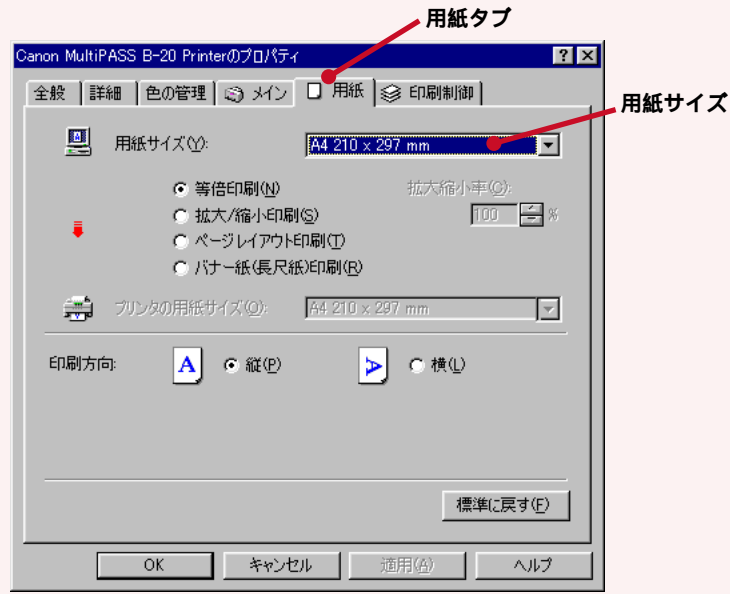 用紙タブ
Canon MultiPASS B-20 Printerのプロパティ
全般 詳細 色の管理 メイン 用紙 印刷制御
用紙サイズ
用紙サイズ(Y): A4 210 x 297 mm
等倍印刷(N) 拡大縮小率(C):
拡大/縮小印刷(S) 100 %
ページレイアウト印刷(T)
バナー紙(長尺紙)印刷(R)
プリンタの用紙サイズ(O): A4 210 x 297 mm
印刷方向: A 縦(P) A 横(L)
標準に戻す(F)
OK キャンセル 適用(A) ヘルプ